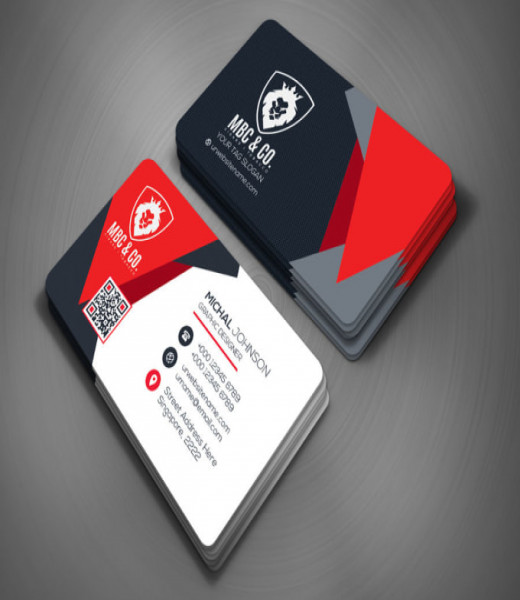 MBC & CO.
YOUR TAG SLOGAN
urwebsitename.com
MBC & CO.
MICHAL JOHNSON
GRAPHIC DESIGNER
+000 12345 6789
+000 12345 6789
urwebsitename.com
urname@email.com
Street Address Here
Singapore, 2222